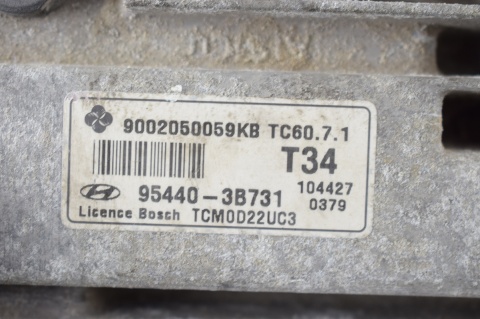 9002050059KB TC60.7.1
T34
95440-3B731
104427
0379
Licence Bosch TCM0D22UC3